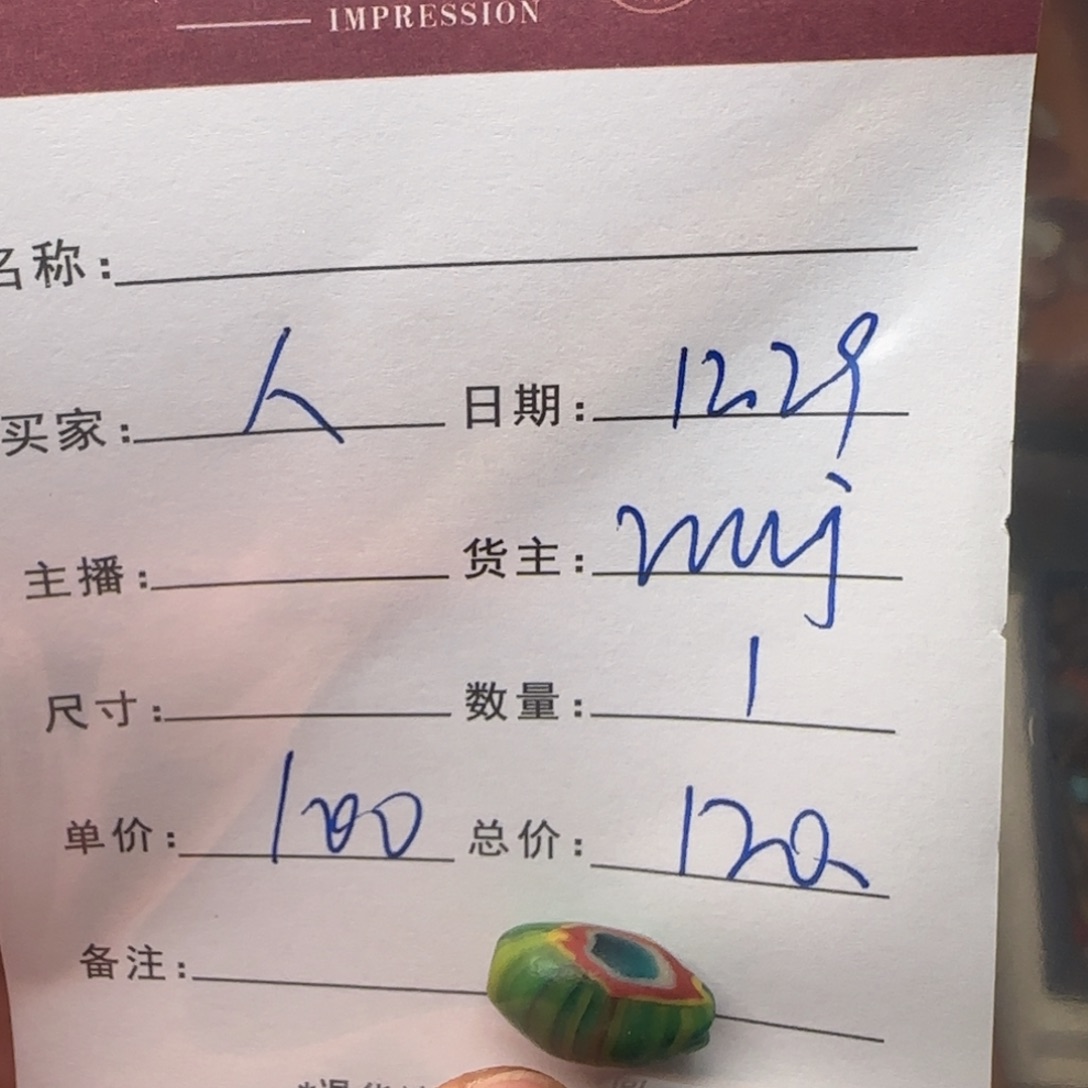 IMPRESSION
名称:
买家: 人 日期: 12.29
主播: 货主: mj
尺寸: 数量: 1
单价: 100 总价: 120
备注: